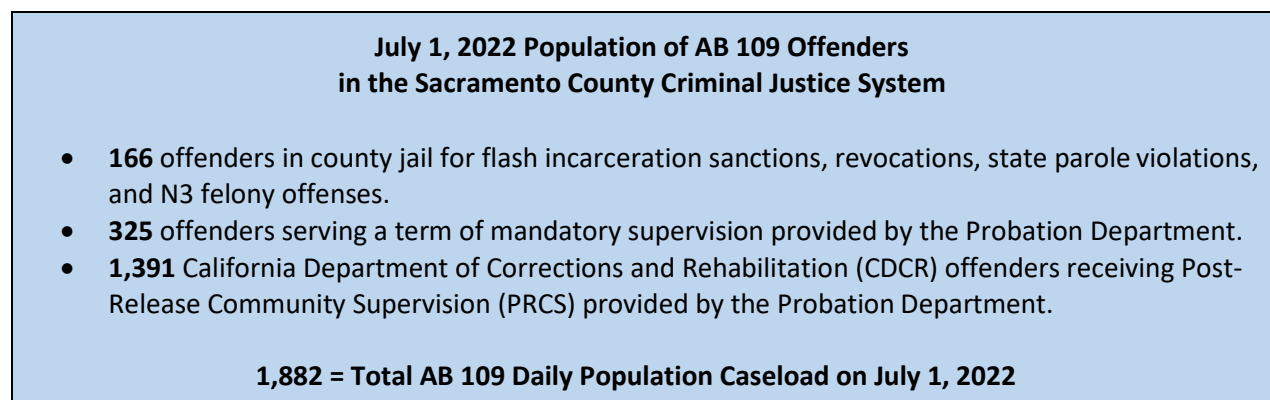 July 1, 2022 Population of AB 109 Offenders
in the Sacramento County Criminal Justice System
• 166 offenders in county jail for flash incarceration sanctions, revocations, state parole violations,
and N3 felony offenses.
• 325 offenders serving a term of mandatory supervision provided by the Probation Department.
• 1,391 California Department of Corrections and Rehabilitation (CDCR) offenders receiving Post-
Release Community Supervision (PRCS) provided by the Probation Department.
1,882 = Total AB 109 Daily Population Caseload on July 1, 2022